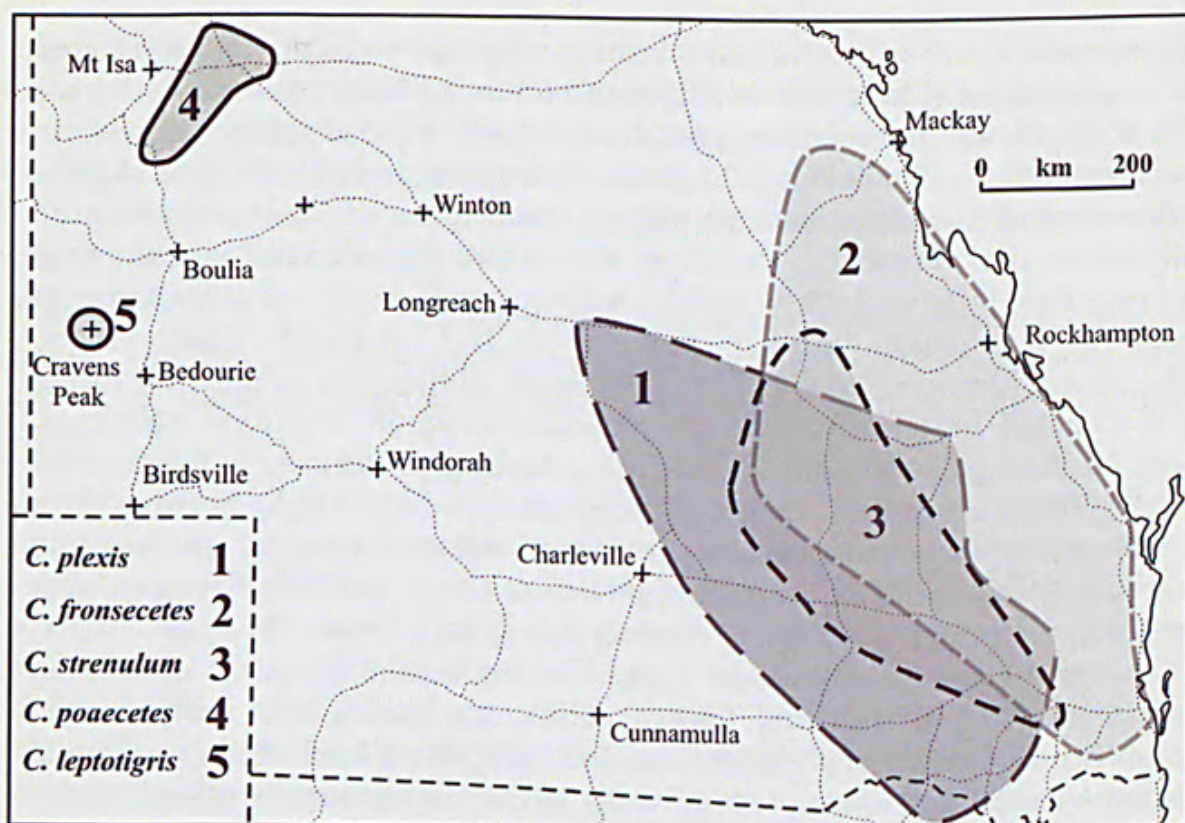 Mt Isa
4
Mackay
0 km 200
Winton
2
Boulia
Longreach
5
Rockhampton
Cravens
Peak
Bedourie
1
Windorah
Birdsville
3
Charleville
C. plexis 1
C. fronsecetes 2
C. strenulum 3
C. poaecetes 4
C. leptotigris 5
Cunnamulla